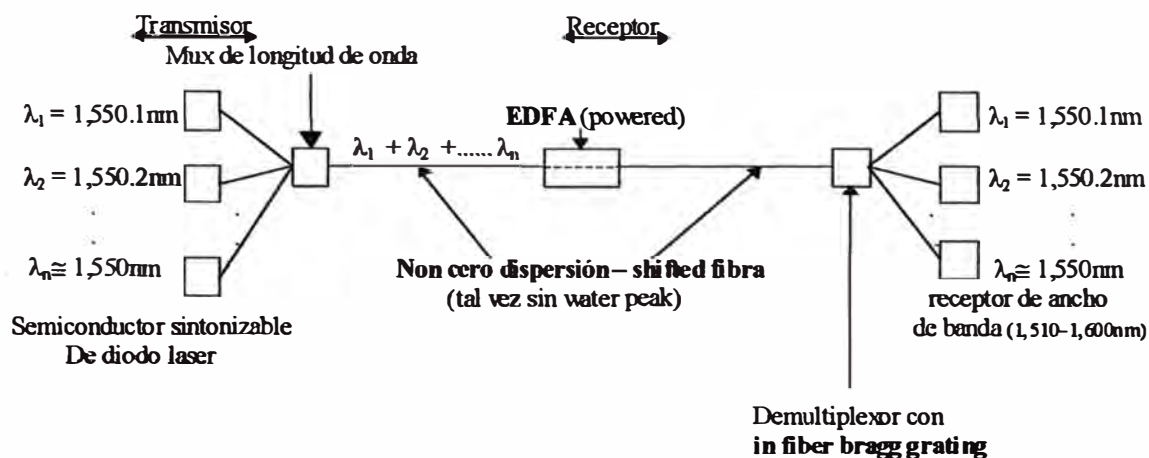 Transmisor
Receptor
Mux de longitud de onda
λ₁ = 1,550.1nm
λ₂ = 1,550.2nm
λₙ≅ 1,550nm
Semiconductor sintonizable
De diodo laser
λ₁ + λ₂ +...... λₙ
EDFA (powered)
Non cero dispersión – shifted fibra
(tal vez sin water peak)
λ₁ = 1,550.1nm
λ₂ = 1,550.2nm
λₙ≅ 1,550nm
receptor de ancho
de banda (1,510–1,600nm)
Demultiplexor con
in fiber bragg grating